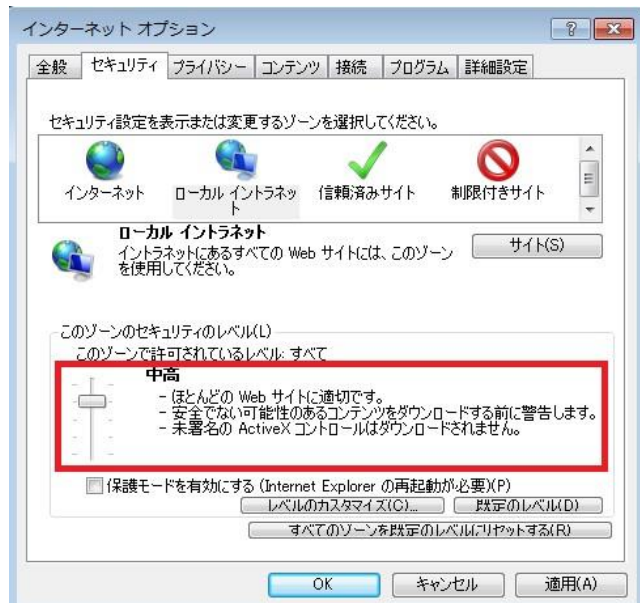 インターネット オプション
全般 セキュリティ プライバシー コンテンツ 接続 プログラム 詳細設定
セキュリティ設定を表示または変更するゾーンを選択してください。
インターネット ローカル イントラネッ
ト 信頼済みサイト 制限付きサイト
ローカル イントラネット
イントラネットにあるすべての Web サイトには、このゾーン
を使用してください。
サイト(S)
このゾーンのセキュリティのレベル(L)
このゾーンで許可されているレベル: すべて
中高
- ほとんどの Web サイトに適切です。
- 安全でない可能性のあるコンテンツをダウンロードする前に警告します。
- 未署名の ActiveX コントロールはダウンロードされません。
保護モードを有効にする (Internet Explorer の再起動が必要)(P)
レベルのカスタマイズ(C)... 既定のレベル(D)
すべてのゾーンを既定のレベルにリセットする(R)
OK キャンセル 適用(A)